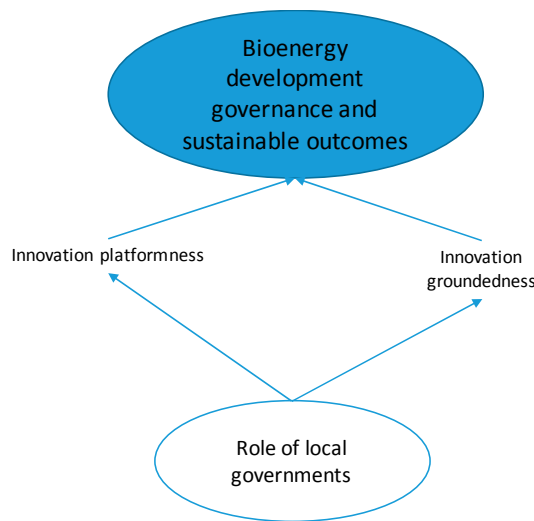 Bioenergy
development
governance and
sustainable outcomes
Innovation platformness
Innovation
groundedness
Role of local
governments